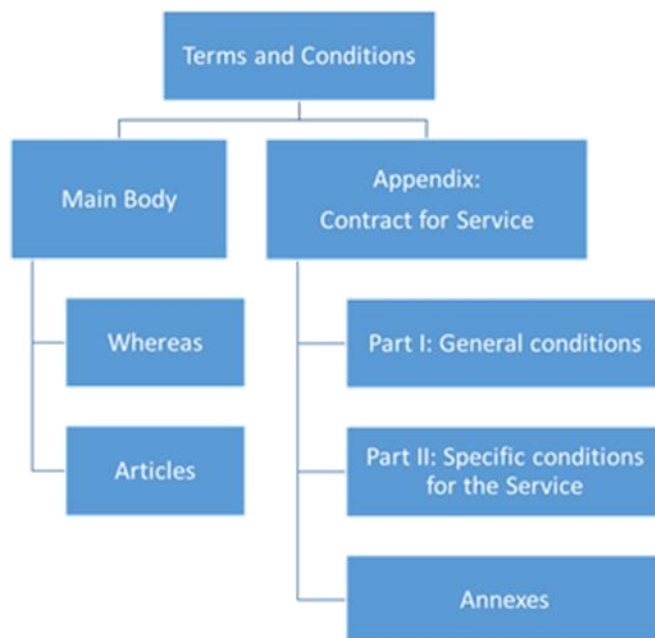 Terms and Conditions
Main Body
Appendix:
Contract for Service
Whereas
Part I: General conditions
Articles
Part II: Specific conditions
for the Service
Annexes